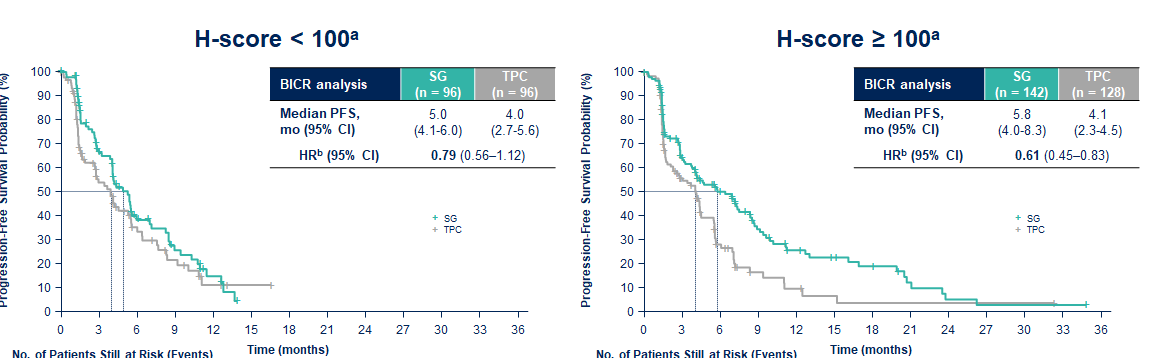 H-score < 100ᵃ
BICR analysis
SG
(n = 96)
TPC
(n = 96)
Median PFS,
mo (95% CI)
5.0
(4.1-6.0)
4.0
(2.7-5.6)
HRᵇ (95% CI)
0.79 (0.56–1.12)
SG
TPC
Progression-Free Survival Probability (%)
100
90
80
70
60
50
40
30
20
10
0
0 3 6 9 12 15 18 21 24 27 30 33 36
Time (months)
No. of Patients Still at Risk (Events)
H-score ≥ 100ᵃ
BICR analysis
SG
(n = 142)
TPC
(n = 128)
Median PFS,
mo (95% CI)
5.8
(4.0-8.3)
4.1
(2.3-4.5)
HRᵇ (95% CI)
0.61 (0.45–0.83)
SG
TPC
Progression-Free Survival Probability (%)
100
90
80
70
60
50
40
30
20
10
0
0 3 6 9 12 15 18 21 24 27 30 33 36
Time (months)
No. of Patients Still at Risk (Events)